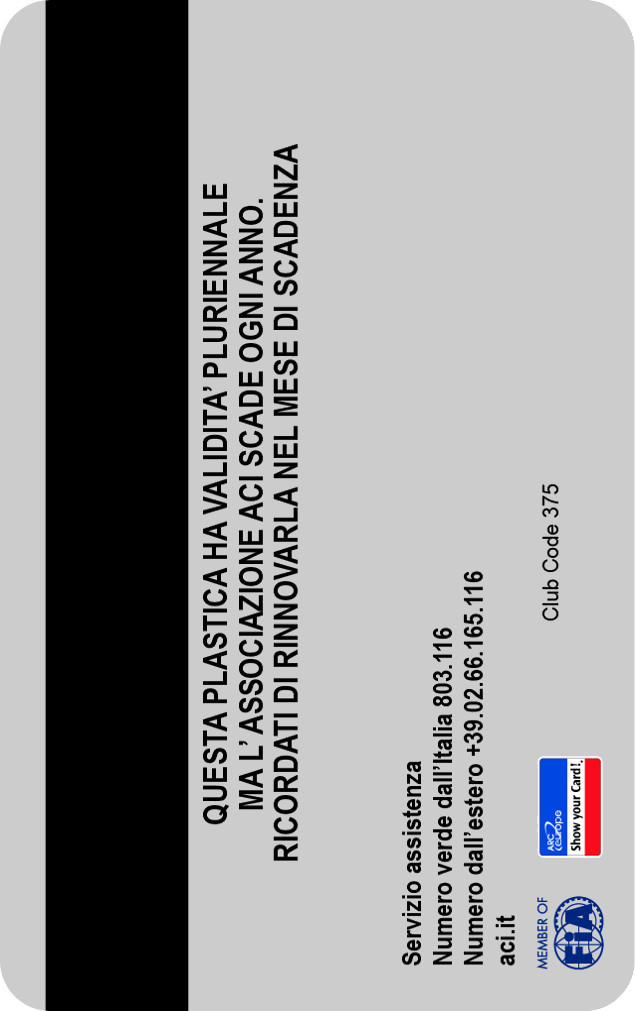 QUESTA PLASTICA HA VALIDITA’ PLURIENNALE
MA L’ ASSOCIAZIONE ACI SCADE OGNI ANNO.
RICORDATI DI RINNOVARLA NEL MESE DI SCADENZA
Servizio assistenza
Numero verde dall’Italia 803.116
Numero dall’estero +39.02.66.165.116
aci.it
MEMBER OF
FiA
ARC
europe
Show your Card!
Club Code 375